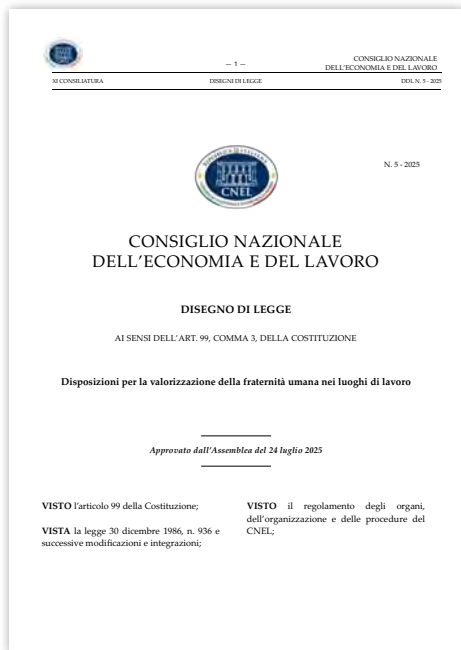 — 1 —
CONSIGLIO NAZIONALE
DELL'ECONOMIA E DEL LAVORO
XI CONSILIATURA
DISEGNI DI LEGGE
DDL N. 5 - 2025
N. 5 - 2025
CNEL
CONSIGLIO NAZIONALE
DELL'ECONOMIA E DEL LAVORO
DISEGNO DI LEGGE
AI SENSI DELL'ART. 99, COMMA 3, DELLA COSTITUZIONE
Disposizioni per la valorizzazione della fraternità umana nei luoghi di lavoro
Approvato dall'Assemblea del 24 luglio 2025
VISTO l'articolo 99 della Costituzione;
VISTA la legge 30 dicembre 1986, n. 936 e
successive modificazioni e integrazioni;
VISTO il regolamento degli organi,
dell'organizzazione e delle procedure del
CNEL;